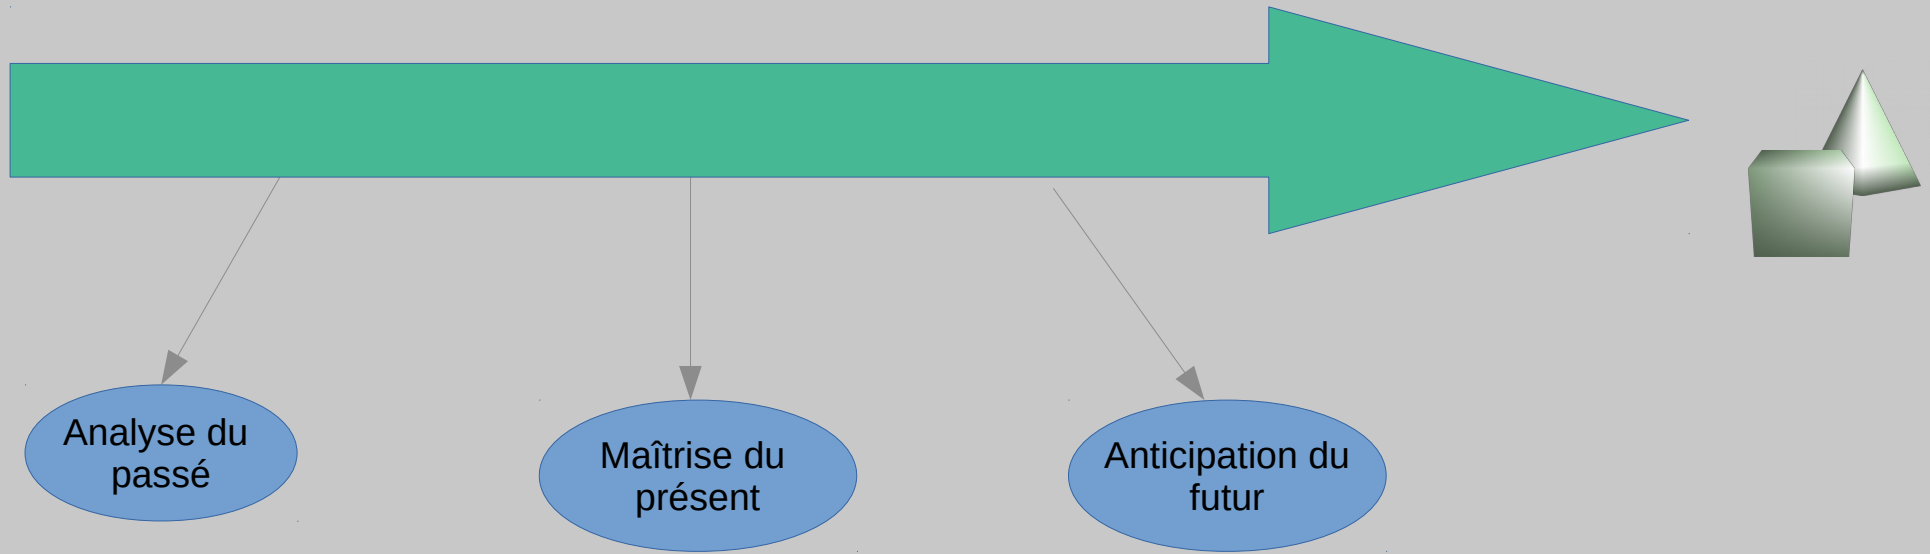 Analyse du
passé
Maîtrise du
présent
Anticipation du
futur